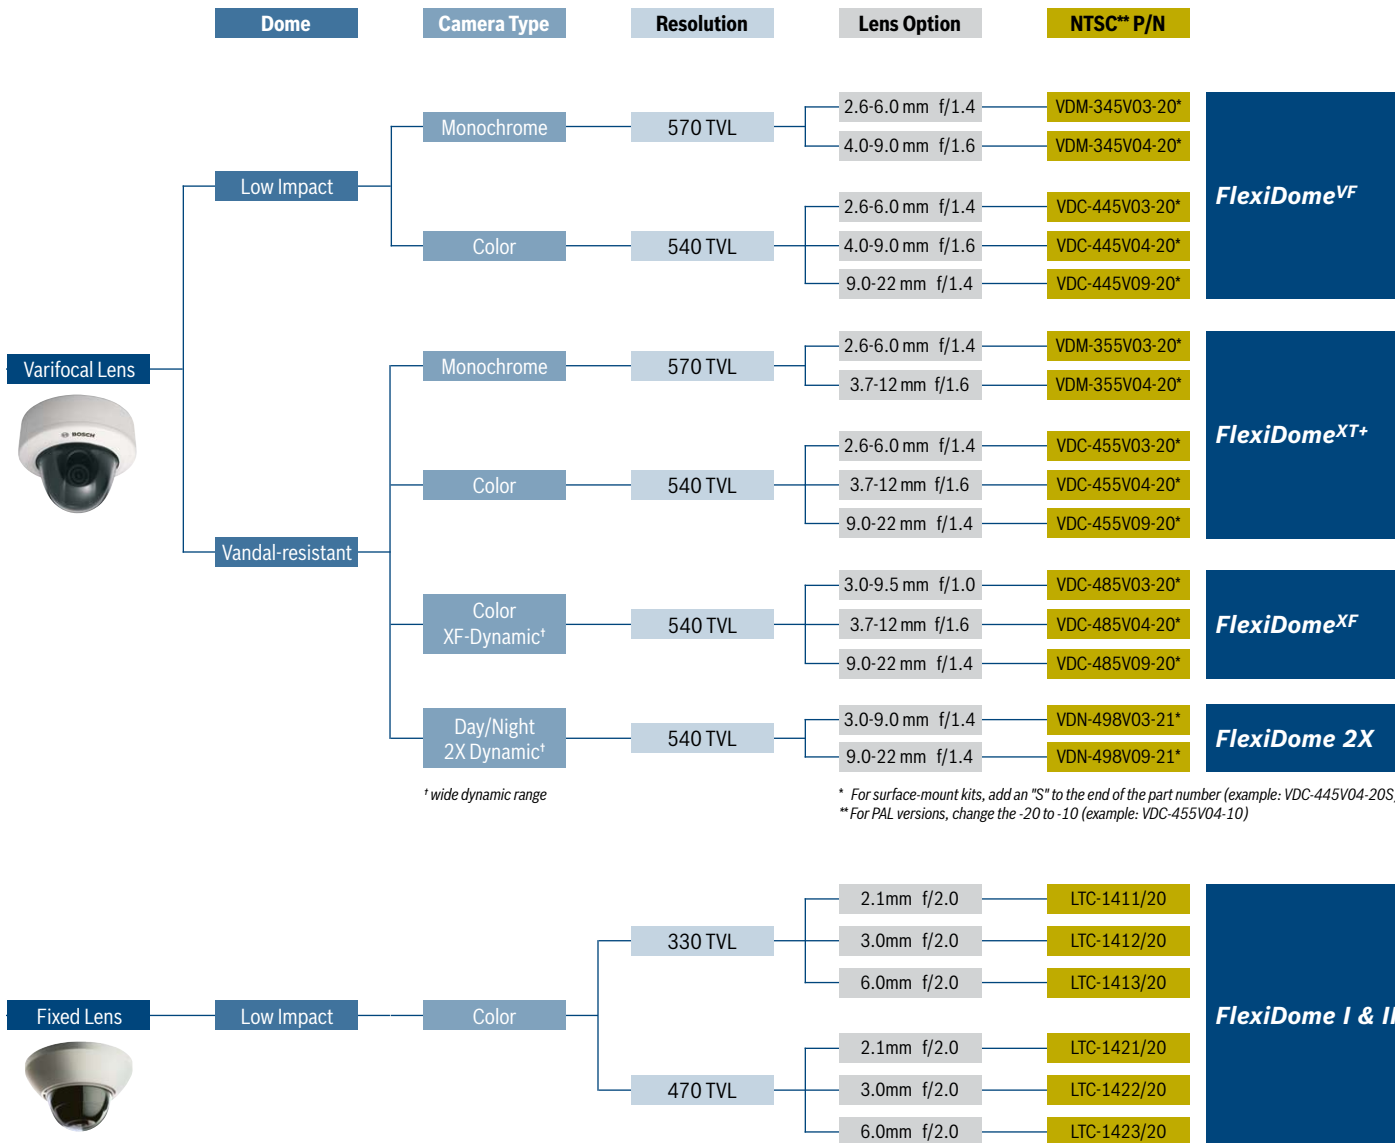 Dome Camera Type Resolution Lens Option NTSC** P/N
2.6-6.0 mm f/1.4 VDM-345V03-20*
Monochrome 570 TVL
4.0-9.0 mm f/1.6 VDM-345V04-20*
Low Impact
FlexiDomeVF
2.6-6.0 mm f/1.4 VDC-445V03-20*
Color 540 TVL 4.0-9.0 mm f/1.6 VDC-445V04-20*
9.0-22 mm f/1.4 VDC-445V09-20*
Varifocal Lens
BOSCH
2.6-6.0 mm f/1.4 VDM-355V03-20*
Monochrome 570 TVL
3.7-12 mm f/1.6 VDM-355V04-20*
FlexiDomeXT+
2.6-6.0 mm f/1.4 VDC-455V03-20*
Color 540 TVL 3.7-12 mm f/1.6 VDC-455V04-20*
9.0-22 mm f/1.4 VDC-455V09-20*
Vandal-resistant
3.0-9.5 mm f/1.0 VDC-485V03-20*
Color
XF-Dynamic† 540 TVL 3.7-12 mm f/1.6 VDC-485V04-20* FlexiDomeXF
9.0-22 mm f/1.4 VDC-485V09-20*
3.0-9.0 mm f/1.4 VDN-498V03-21*
Day/Night
2X Dynamic† 540 TVL FlexiDome 2X
9.0-22 mm f/1.4 VDN-498V09-21*
† wide dynamic range
* For surface-mount kits, add an "S" to the end of the part number (example: VDC-445V04-20S)
** For PAL versions, change the -20 to -10 (example: VDC-455V04-10)
2.1mm f/2.0 LTC-1411/20
330 TVL 3.0mm f/2.0 LTC-1412/20
6.0mm f/2.0 LTC-1413/20
Fixed Lens Low Impact Color FlexiDome I & II
2.1mm f/2.0 LTC-1421/20
470 TVL 3.0mm f/2.0 LTC-1422/20
6.0mm f/2.0 LTC-1423/20